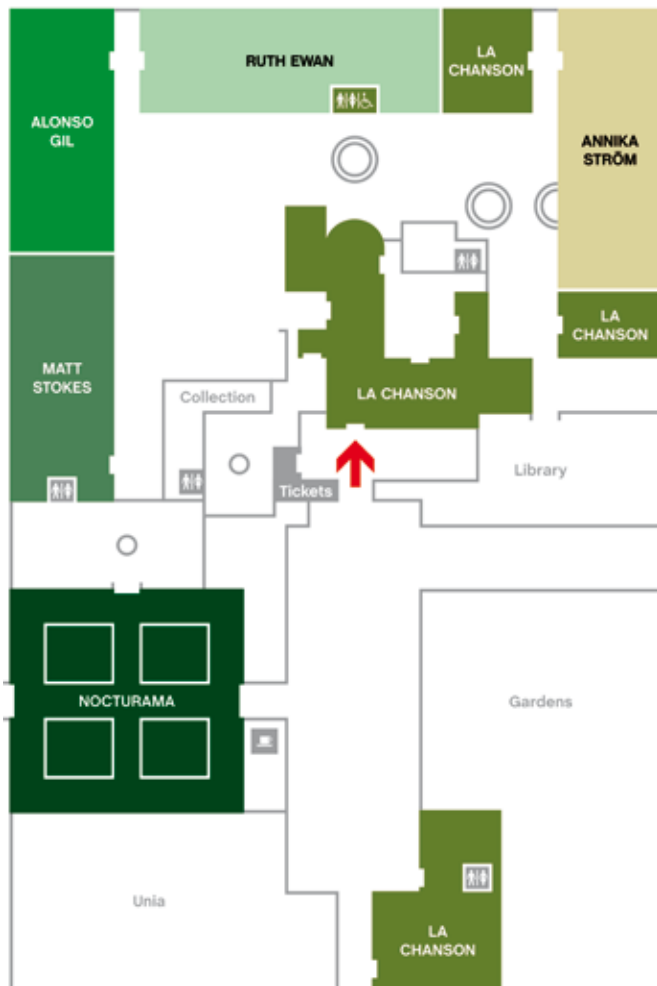 RUTH EWAN
LA
CHANSON
ALONSO
GIL
ANNIKA
STRÖM
LA
CHANSON
MATT
STOKES
Collection
LA CHANSON
Library
Tickets
NOCTURAMA
Gardens
Unia
LA
CHANSON